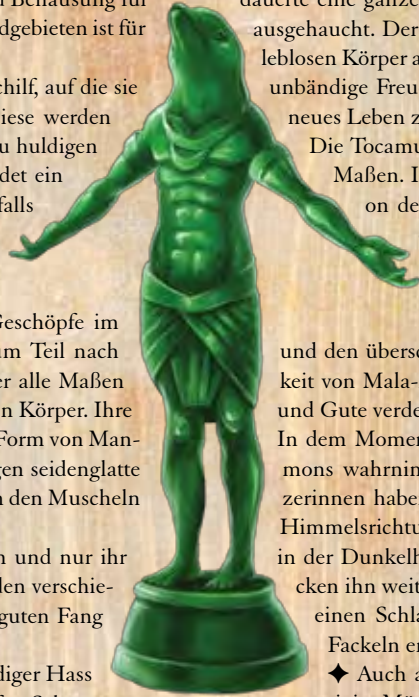 d Behausung für
dgebieten ist für
chilf, auf die sie
iese werden
u huldigen
det ein
falls
Geschöpfe im
um Teil nach
er alle Maßen
n Körper. Ihre
Form von Man-
gen seidenglatte
n den Muscheln
n und nur ihr
len verschie-
guten Fang
diger Hass
dauerte eine ganze
ausgehaucht. Der
leblosen Körper a
unbändige Freu
neues Leben z
Die Tocamu
Maßen. I
on de
und den übersc
keit von Mala-
und Gute verde
In dem Momen
mons wahrnin
zerinnen habe
Himmelsrichtu
in der Dunkelh
cken ihn weit
einen Schla
Fackeln er
✦ Auch a